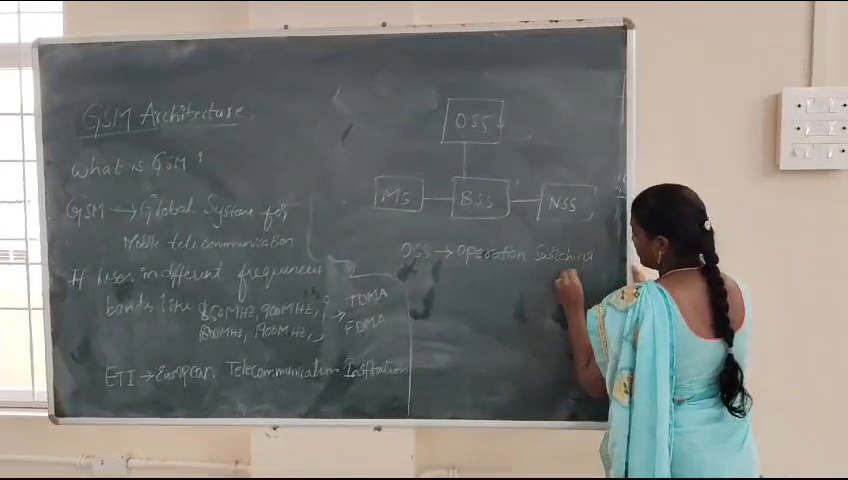 GSM Architecture
what is GSM?
GSM → Global System for
Mobile telecommunication
It uses in different frequencies
bands like 850MHZ, 900MHZ,
1800MHZ, 1900MHZ,
→ TDMA
FDMA
ETI → European Telecommunication Institution
OSS
MS
BSS
NSS
OSS → Operation Switching